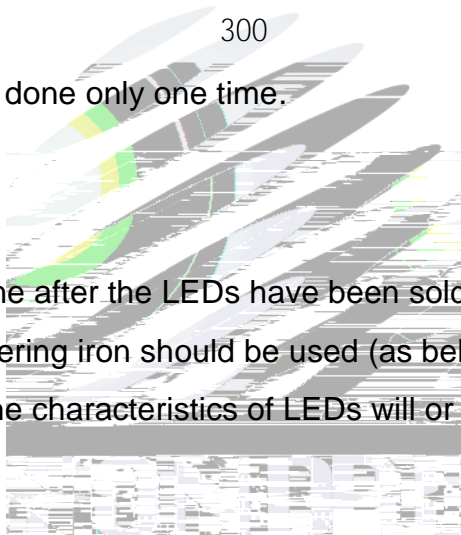 300
done only one time.
ne after the LEDs have been sold
ering iron should be used (as bel
ne characteristics of LEDs will or